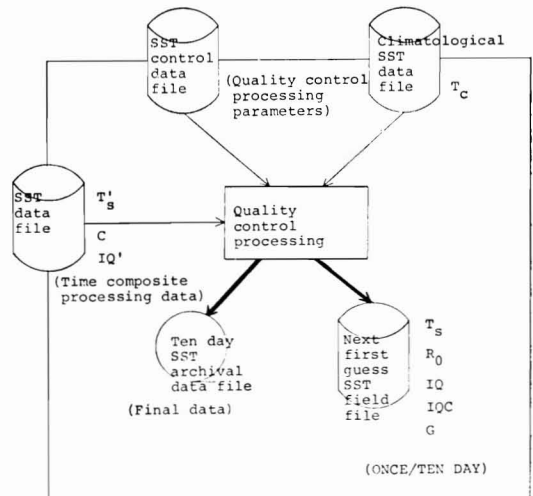 SST
control
data
file
(Quality control
processing
parameters)
Climatological
SST
data
file
T_C
SST
data
file
T'_s
C
IQ'
(Time composite
processing data)
Quality
control
processing
Ten day
SST
archival
data file
(Final data)
Next
first
guess
SST
field
file
T_s
R_0
IQ
IQC
G
(ONCE/TEN DAY)